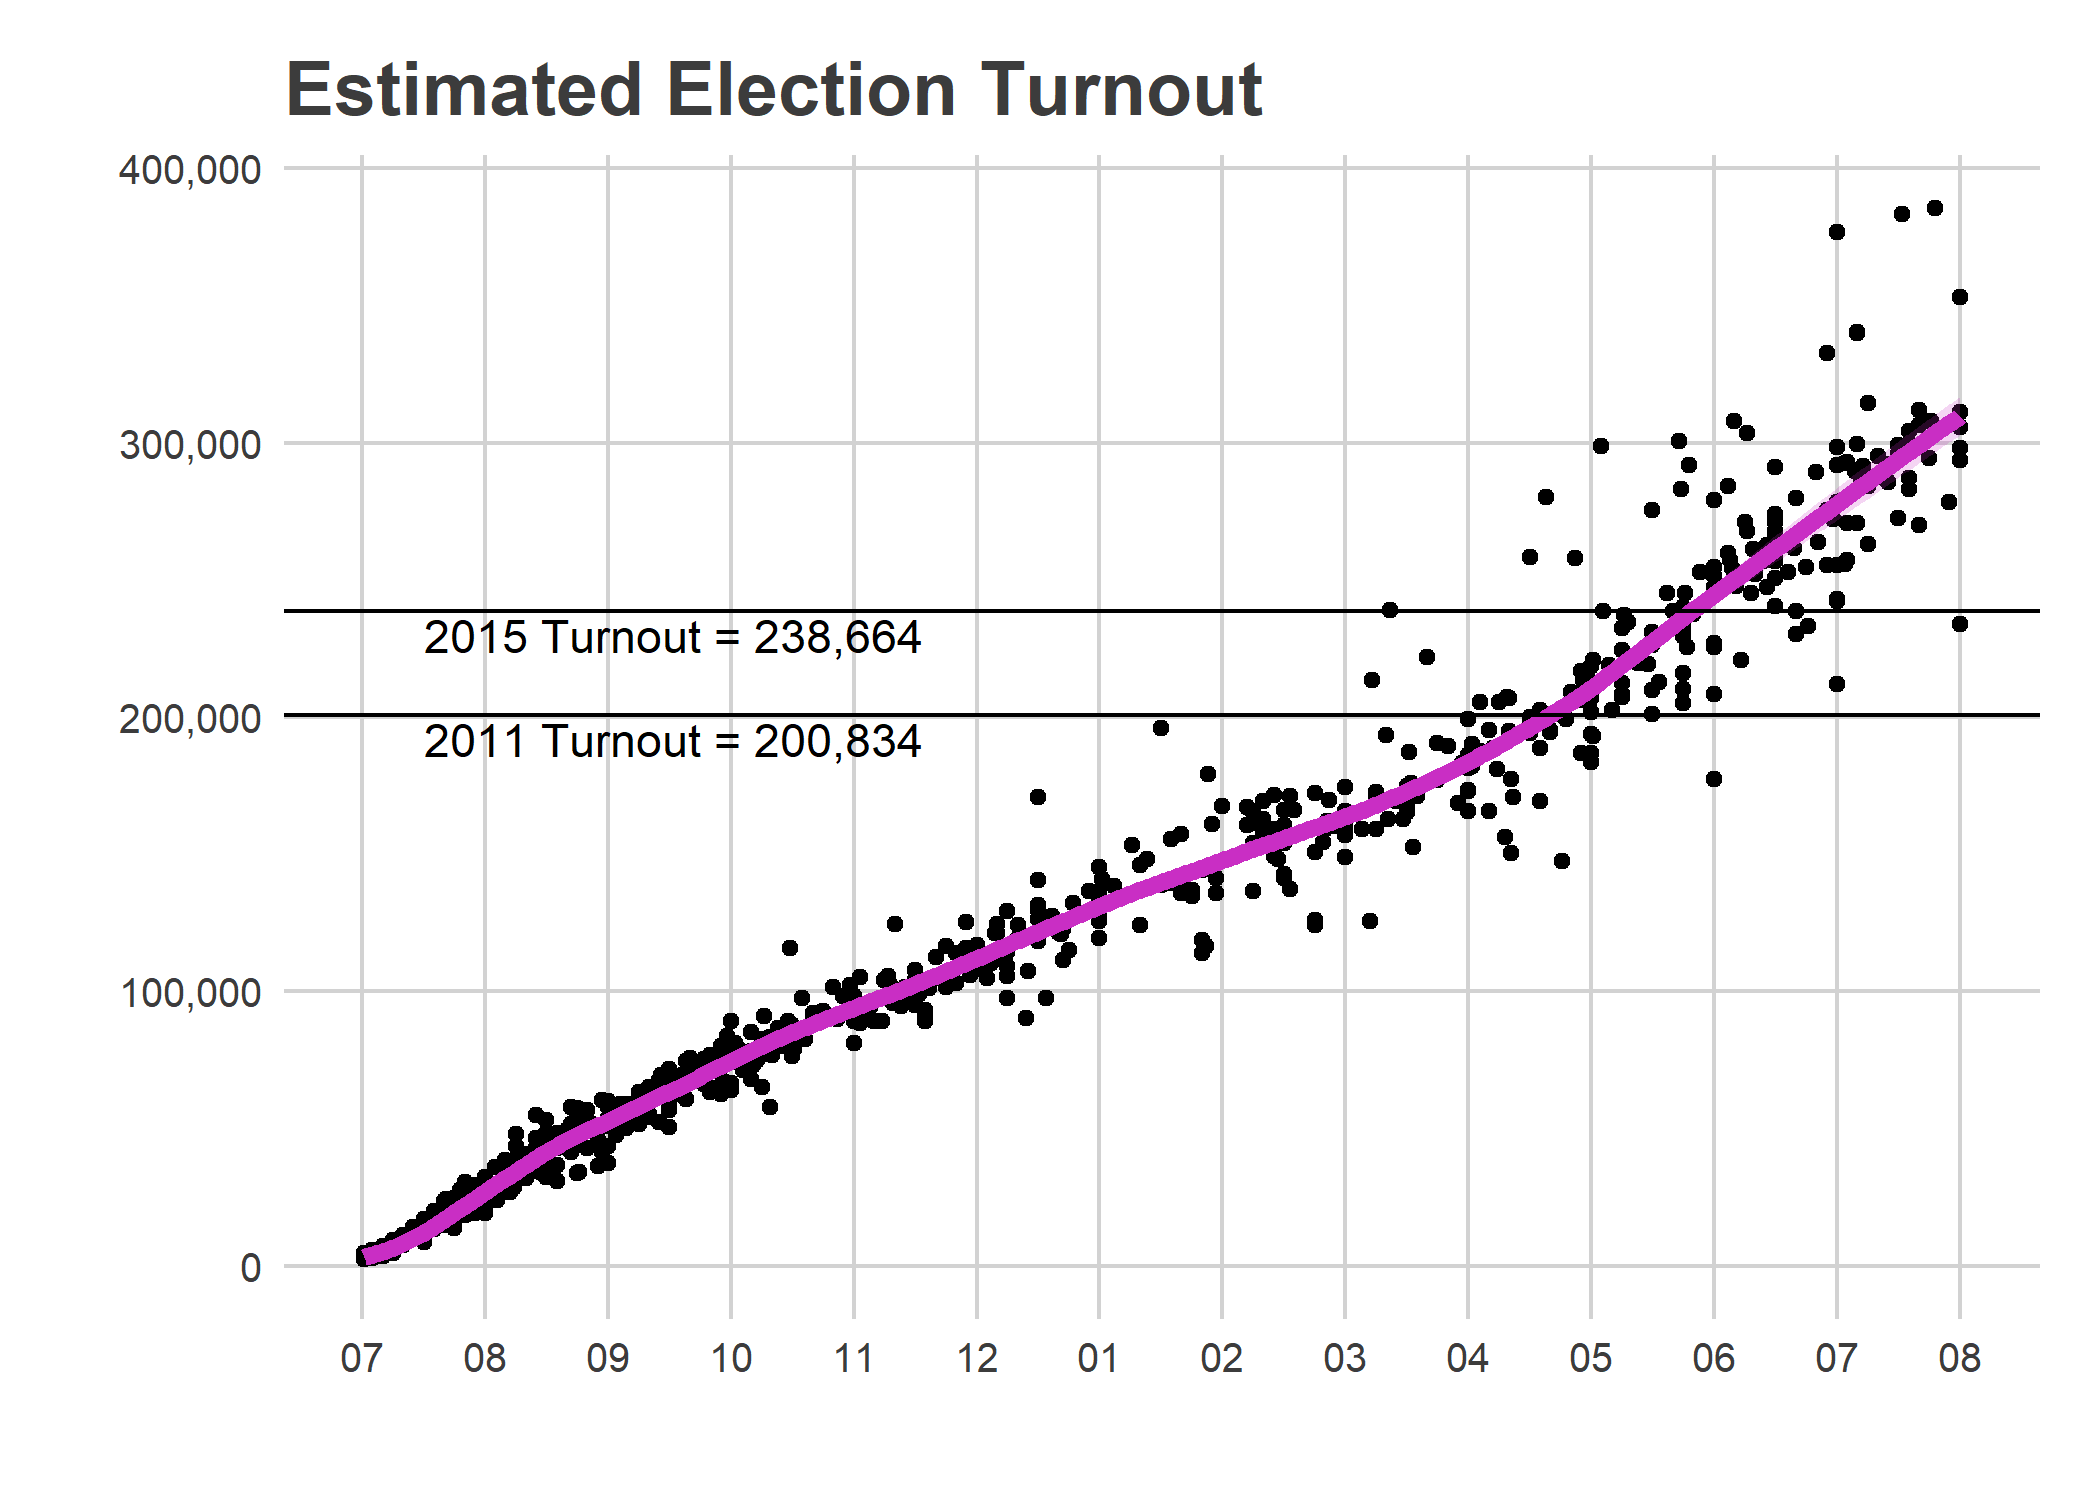 Estimated Election Turnout
400,000
300,000
2015 Turnout = 238,664
200,000
2011 Turnout = 200,834
100,000
0
07 08 09 10 11 12 01 02 03 04 05 06 07 08